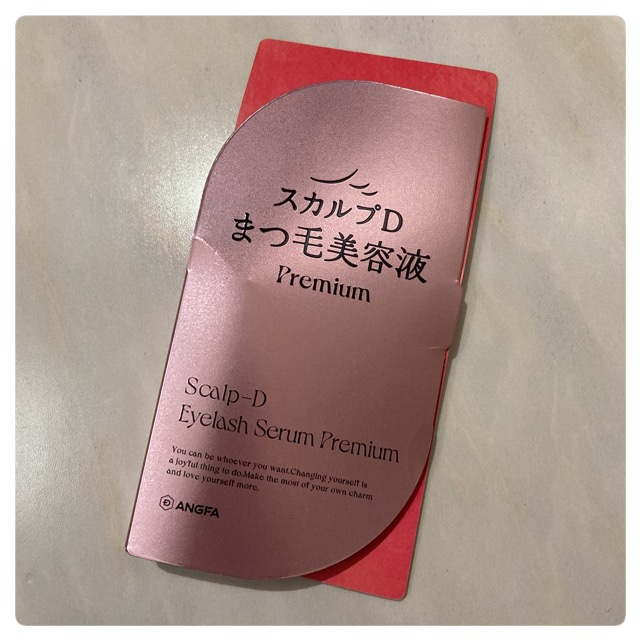 スカルプD
まつ毛美容液
Premium
Scalp-D
Eyelash Serum Premium
You can be whoever you want.Changing yourself is
a joyful thing to do.Make the most of your own charm
and love yourself more.
ANGFA